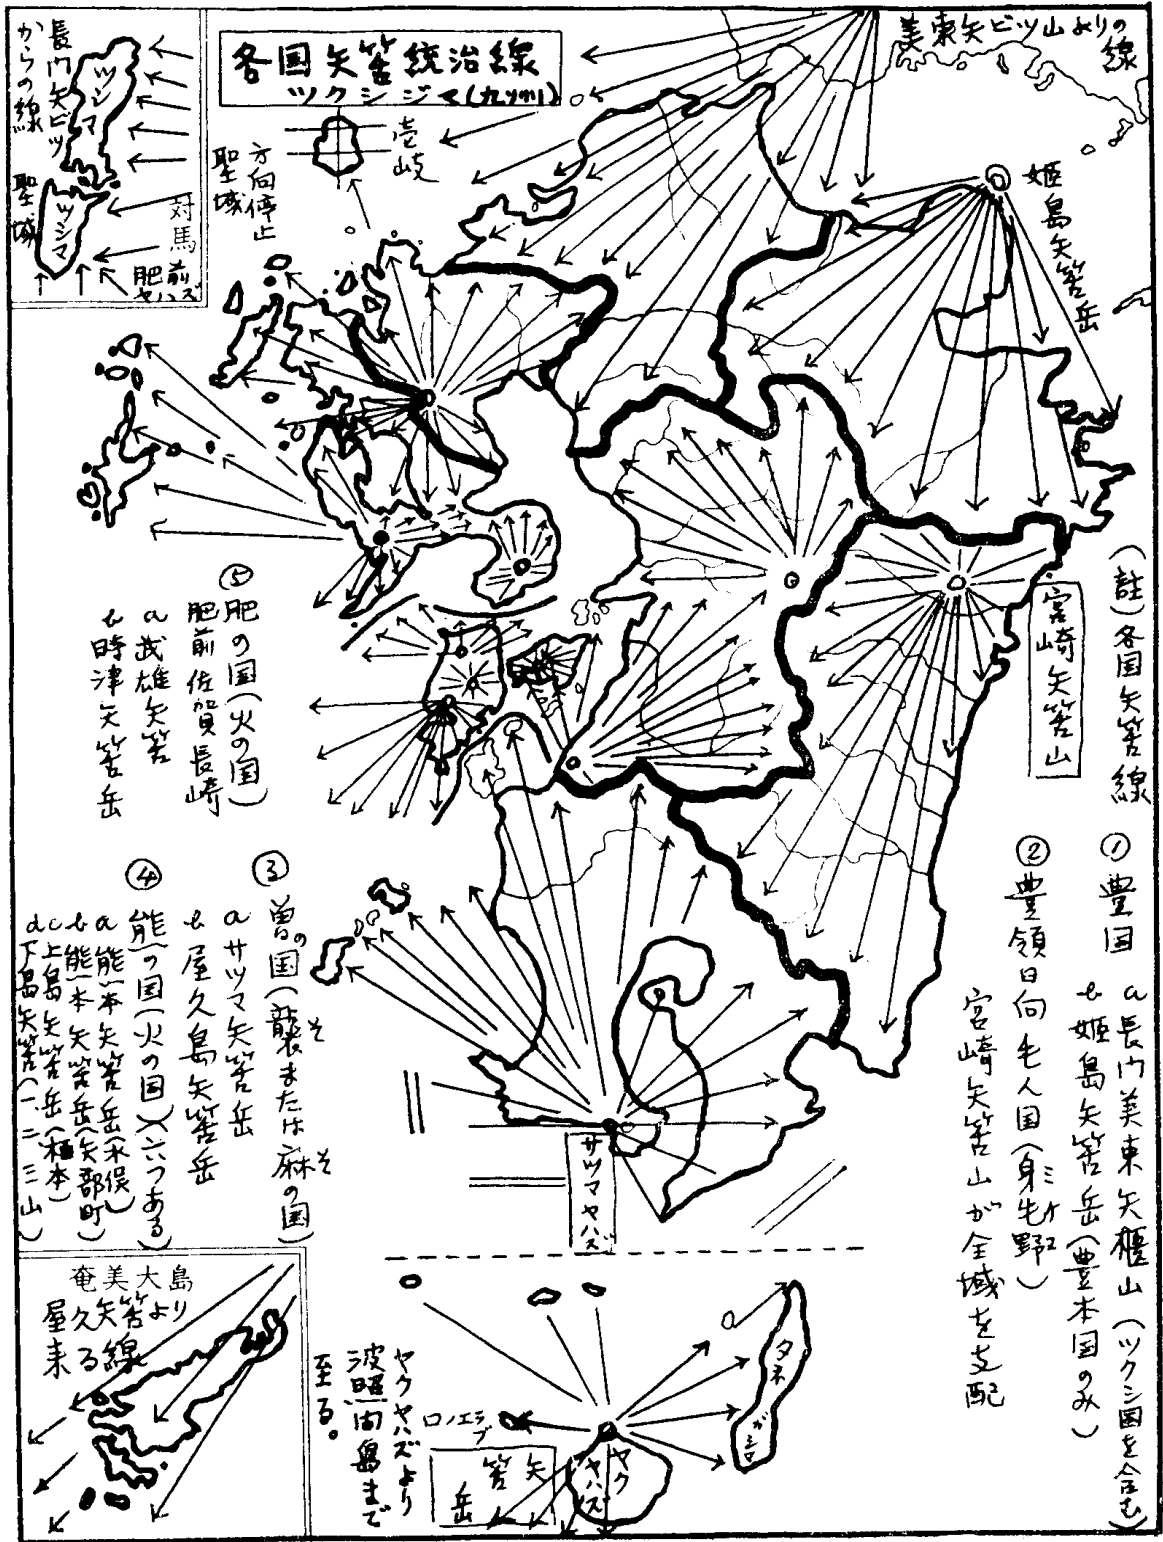 各国矢筈統治線
ツクシジマ(九州)
美東矢ビツ山よりの線
長門矢ビツ
からの線
ツシマ
聖域
ツシマ
対馬
肥前
ヤハズ
壱岐
方向停止
聖域
姫島矢筈岳
(註)各国矢筈線
宮崎矢筈山
① 豊国
a 長門美東矢櫃山(ツクシ国を含む)
b 姫島矢筈岳(豊本国のみ)
② 豊領日向毛人国(身毛野)
宮崎矢筈山が全域を支配
③ 曽の国(襲または麻の国)
そ
そ
a サツマ矢筈岳
b 屋久島矢筈岳
④ 熊の国(火の国)(六つある)
a 熊本矢筈岳(水俣)
b 熊本矢筈岳(矢部町)
c 上島矢筈岳(栖本)
d 下島矢筈(一、二、三山)
⑤ 肥の国(火の国)
肥前佐賀長崎
a 武雄矢筈
b 時津矢筈岳
サツマヤハズ
奄美大島
屋久矢筈より
来る線
ヤクヤハズより
波照間島まで
至る。
口ノエラブ
矢筈岳
ヤク
ヤハズ
タネ